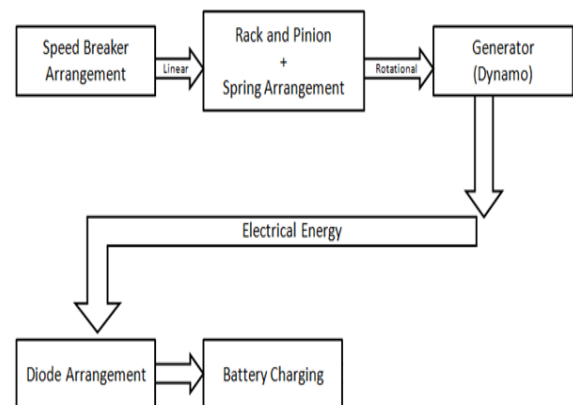 Speed Breaker
Arrangement
Linear
Rack and Pinion
+
Spring Arrangement
Rotational
Generator
(Dynamo)
Electrical Energy
Diode Arrangement
Battery Charging